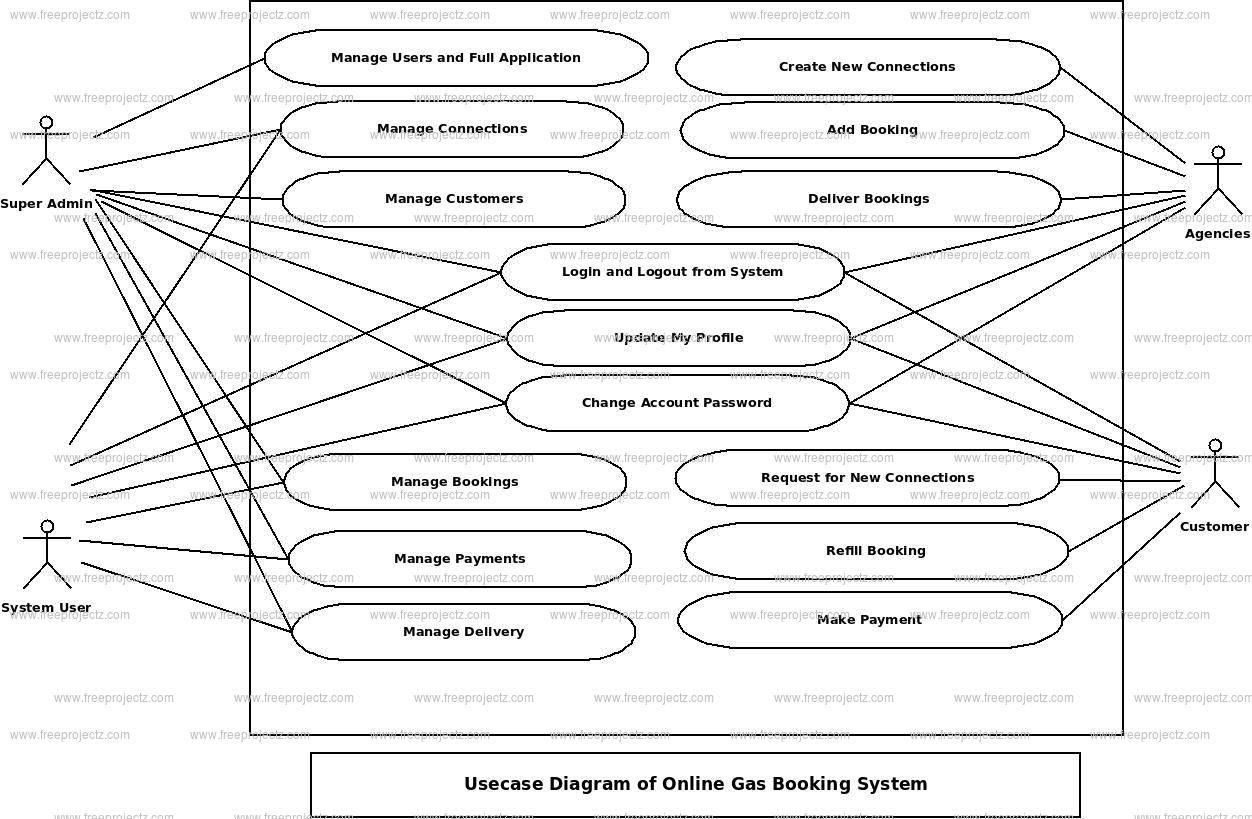 Manage Users and Full Application
Create New Connections
Manage Connections
Add Booking
Super Admin
Manage Customers
Deliver Bookings
Agencies
Login and Logout from System
Update My Profile
Change Account Password
Manage Bookings
Request for New Connections
Customer
Manage Payments
Refill Booking
System User
Manage Delivery
Make Payment
Usecase Diagram of Online Gas Booking System
www.freeprojectz.com